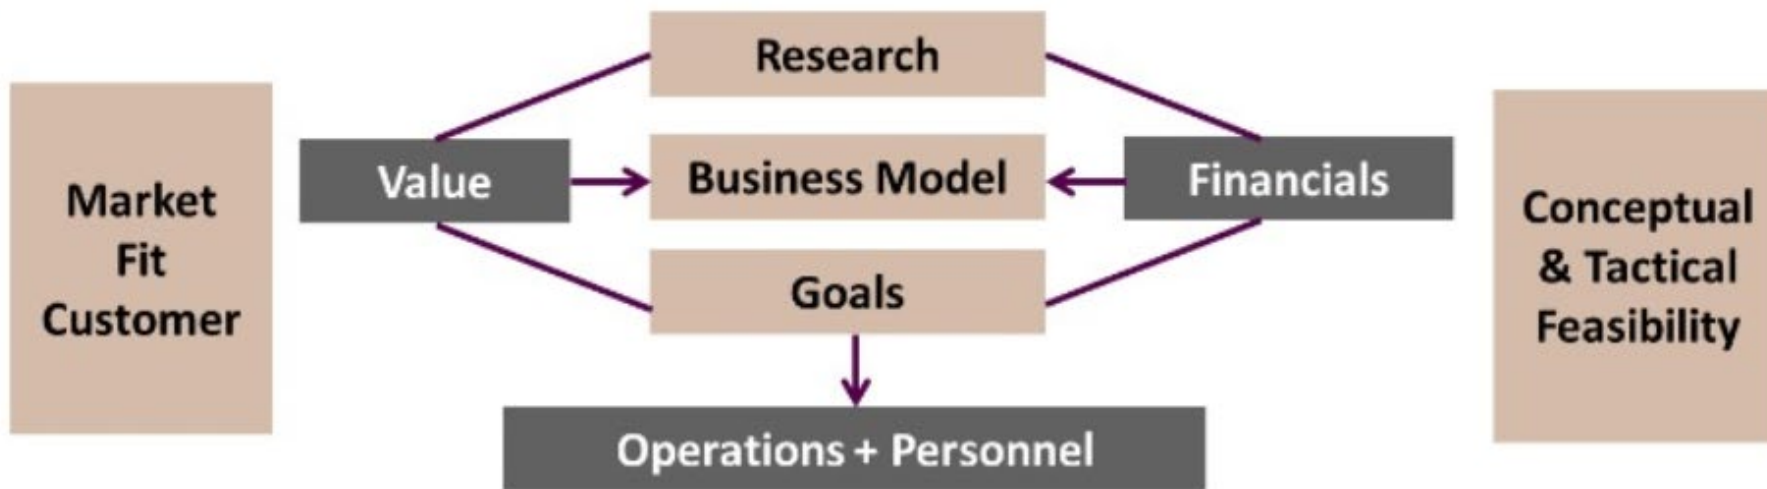 Research
Market
Fit
Customer
Value
Business Model
Financials
Conceptual
& Tactical
Feasibility
Goals
Operations + Personnel